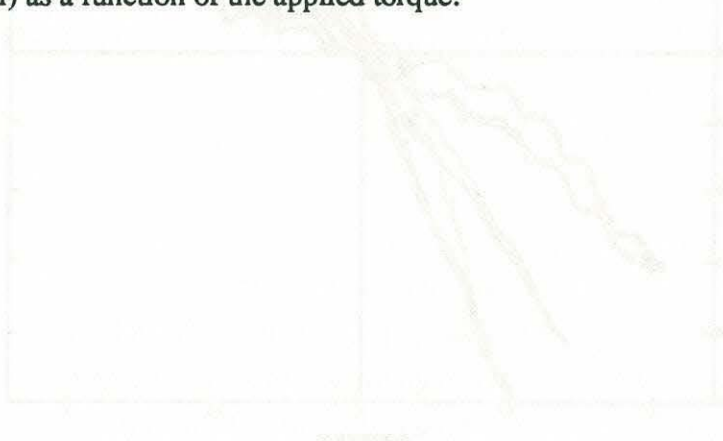 as a function of the applied torque.